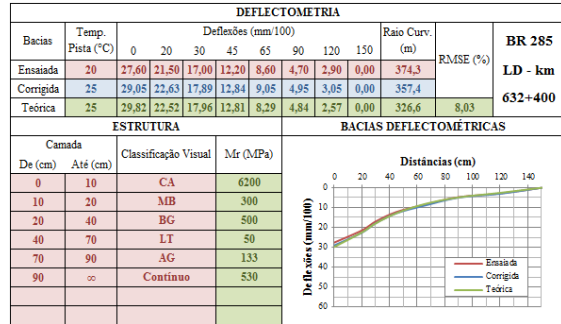 DEFLECTOMETRIA
Bacias Temp. Pista (°C) Deflexões (mm/100) Raio Curv. (m) RMSE (%) BR 285 LD - km 632+400
0 20 30 45 65 90 120 150
Ensaiada 20 27,60 21,50 17,00 12,20 8,60 4,70 2,90 0,00 374,3
Corrigida 25 29,05 22,63 17,89 12,84 9,05 4,95 3,05 0,00 357,4
Teórica 25 29,82 22,52 17,96 12,81 8,29 4,84 2,57 0,00 326,6 8,03
ESTRUTURA
Camada Classificação Visual Mr (MPa)
De (cm) Até (cm)
0 10 CA 6200
10 20 MB 300
20 40 BG 500
40 70 LT 50
70 90 AG 133
90 ∞ Contínuo 530
BACIAS DEFLECTOMÉTRICAS
Distâncias (cm)
0 20 40 60 80 100 120 140
Deflexões (mm/100)
0
10
20
30
40
50
60
Ensaiada
Corrigida
Teórica